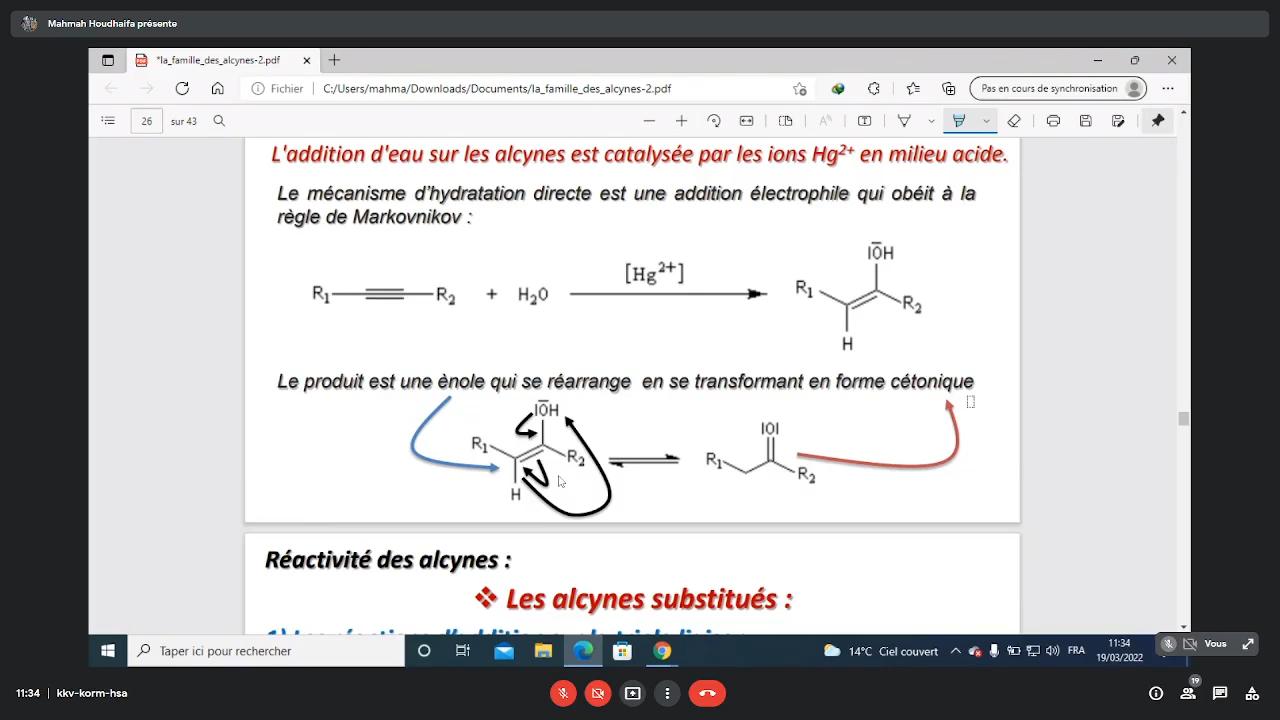 Mahmah Houdhaifa présente
*la_famille_des_alcynes-2.pdf
Fichier
C:/Users/mahma/Downloads/Documents/la_famille_des_alcynes-2.pdf
Pas en cours de synchronisation
26
sur 43
L'addition d'eau sur les alcynes est catalysée par les ions Hg²⁺ en milieu acide.
Le mécanisme d'hydratation directe est une addition électrophile qui obéit à la
règle de Markovnikov :
R₁ R₂ + H₂O [Hg²⁺] R₁ IOH R₂ H
Le produit est une ènole qui se réarrange en se transformant en forme cétonique
R₁ IOH R₂ H R₁ IOI R₂
Réactivité des alcynes :
❖ Les alcynes substitués :
Taper ici pour rechercher
14°C Ciel couvert
FRA
11:34
19/03/2022
Vous
11:34 | kkv-korm-hsa
19